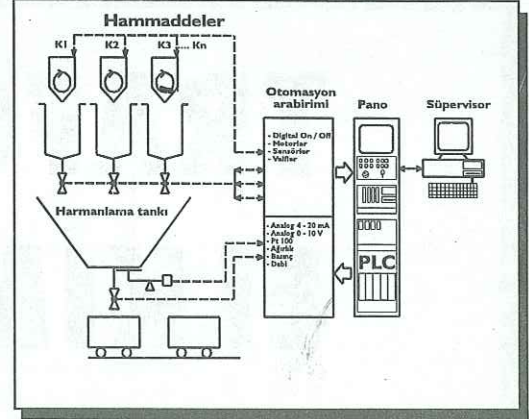 Hammaddeler
K1 K2 K3 .... Kn
Otomasyon
arabirimi
Pano
Süpervisor
- Digital On / Off
- Motorlar
- Sensörler
- Valfler
Harmanlama tankı
- Analog 4 - 20 mA
- Analog 0 - 10 V
- Pt 100
- Ağırlık
- Basınç
- Debi
PLC